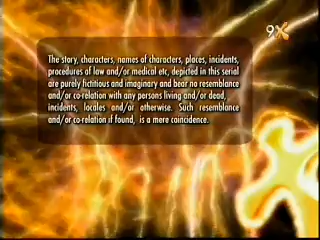 9X
The story, characters, names of characters, places, incidents,
procedures of law and/or medical etc, depicted in this serial
are purely fictitious and imaginary and bear no resemblance
and/or co-relation with any persons living and/or dead,
incidents, locales and/or otherwise. Such resemblance
and/or co-relation if found, is a mere coincidence.